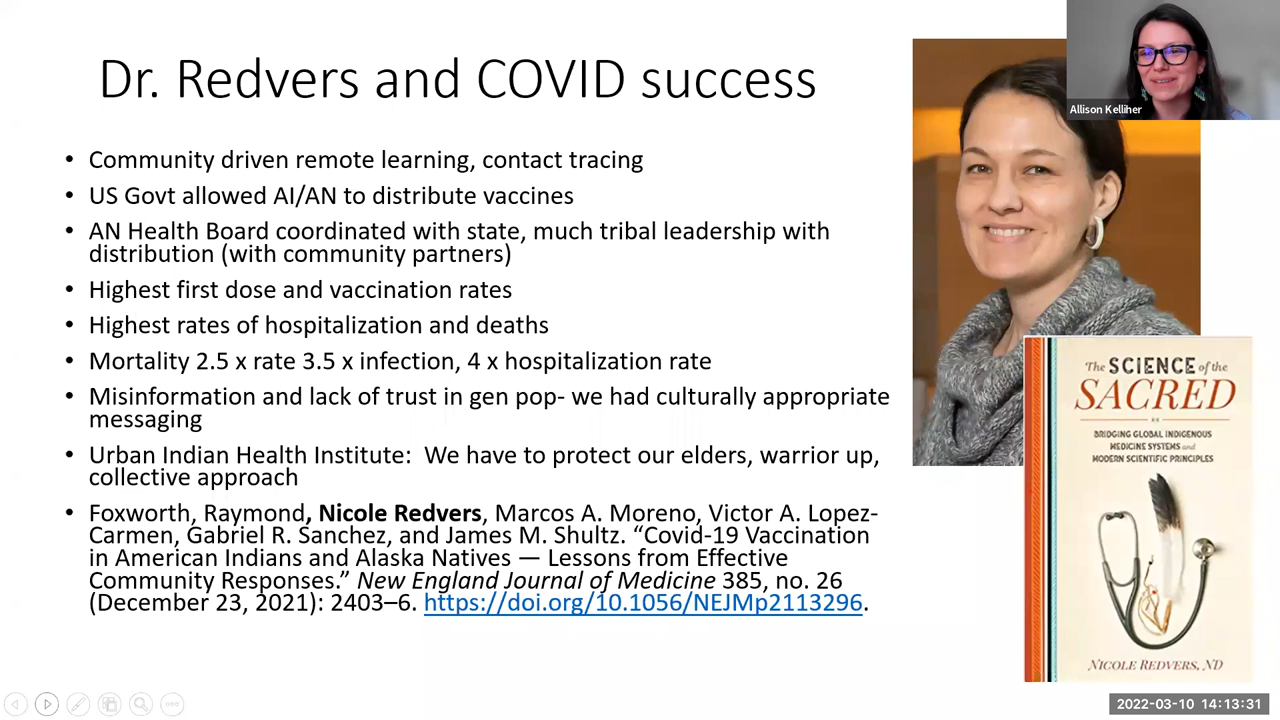 Dr. Redvers and COVID success
Allison Kelliher
• Community driven remote learning, contact tracing
• US Govt allowed AI/AN to distribute vaccines
• AN Health Board coordinated with state, much tribal leadership with
distribution (with community partners)
• Highest first dose and vaccination rates
• Highest rates of hospitalization and deaths
• Mortality 2.5 x rate 3.5 x infection, 4 x hospitalization rate
• Misinformation and lack of trust in gen pop- we had culturally appropriate
messaging
• Urban Indian Health Institute:  We have to protect our elders, warrior up,
collective approach
• Foxworth, Raymond, Nicole Redvers, Marcos A. Moreno, Victor A. Lopez-
Carmen, Gabriel R. Sanchez, and James M. Shultz. “Covid-19 Vaccination
in American Indians and Alaska Natives — Lessons from Effective
Community Responses.” New England Journal of Medicine 385, no. 26
(December 23, 2021): 2403–6. https://doi.org/10.1056/NEJMp2113296.
The SCIENCE of the
SACRED
BRIDGING GLOBAL INDIGENOUS
MEDICINE SYSTEMS and
MODERN SCIENTIFIC PRINCIPLES
NICOLE REDVERS, ND
2022-03-10 14:13:31